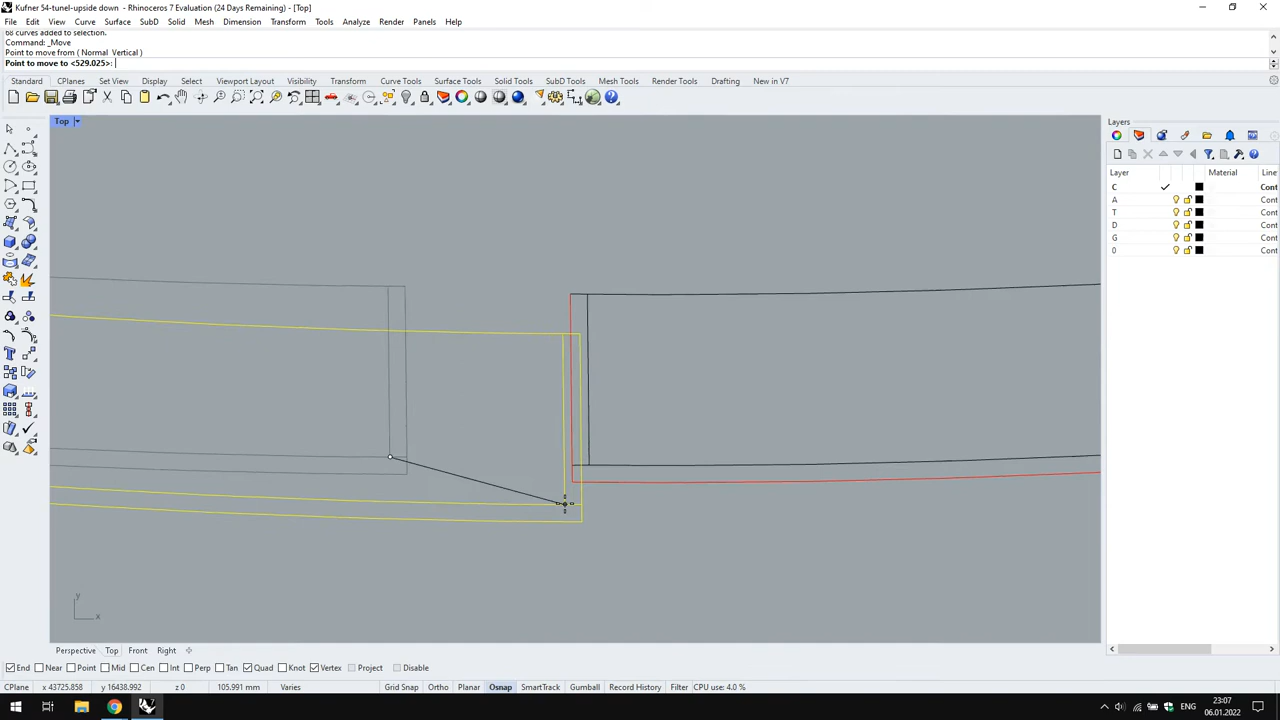 Kufner 54-tunel-upside down - Rhinoceros 7 Evaluation (24 Days Remaining) - [Top]
File Edit View Curve Surface SubD Solid Mesh Dimension Transform Tools Analyze Render Panels Help
68 curves added to selection.
Command: _Move
Point to move from ( Normal Vertical )
Point to move to <529.025>:
Standard CPlanes Set View Display Select Viewport Layout Visibility Transform Curve Tools Surface Tools Solid Tools SubD Tools Mesh Tools Render Tools Drafting New in V7
Top
Layers
Layer Material Line
C Cont
A Cont
T Cont
D Cont
G Cont
0 Cont
y
x
Perspective Top Front Right
End Near Point Mid Cen Int Perp Tan Quad Knot Vertex Project Disable
CPlane x 43725.858 y 16438.992 z 0 105.991 mm Varies Grid Snap Ortho Planar Osnap SmartTrack Gumball Record History Filter CPU use: 4.0 %
ENG
23:07
06.01.2022